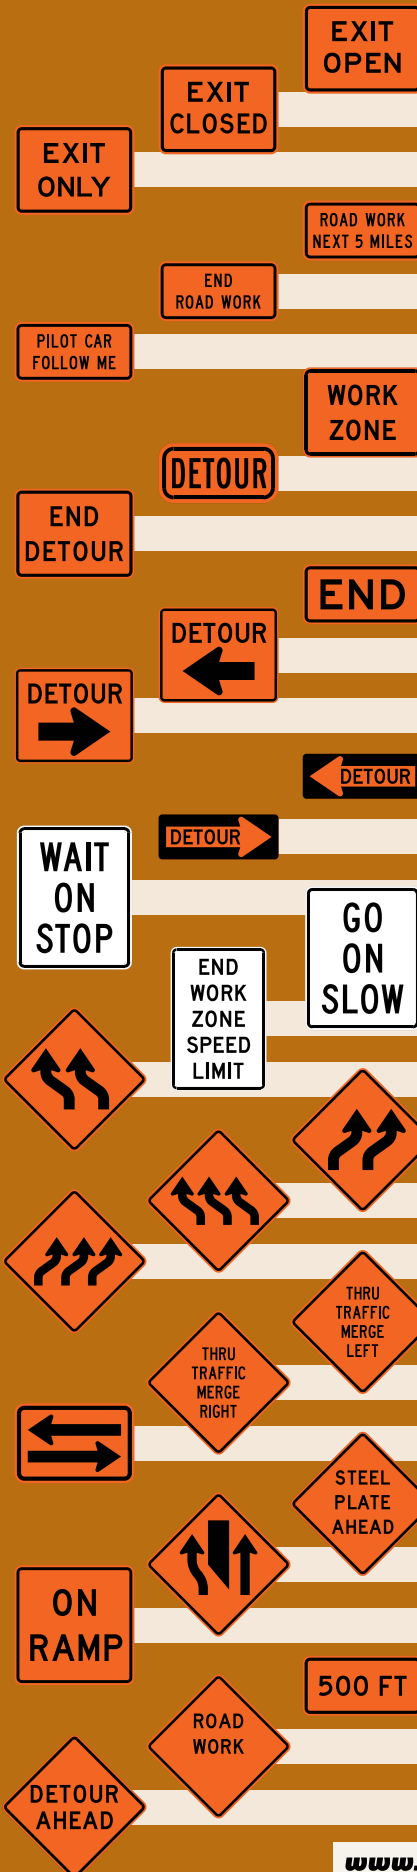 EXIT
OPEN
EXIT
CLOSED
EXIT
ONLY
ROAD WORK
NEXT 5 MILES
END
ROAD WORK
PILOT CAR
FOLLOW ME
WORK
ZONE
DETOUR
END
DETOUR
END
DETOUR
DETOUR
DETOUR
DETOUR
WAIT
ON
STOP
GO
ON
SLOW
END
WORK
ZONE
SPEED
LIMIT
THRU
TRAFFIC
MERGE
LEFT
THRU
TRAFFIC
MERGE
RIGHT
STEEL
PLATE
AHEAD
ON
RAMP
500 FT
ROAD
WORK
DETOUR
AHEAD
www.